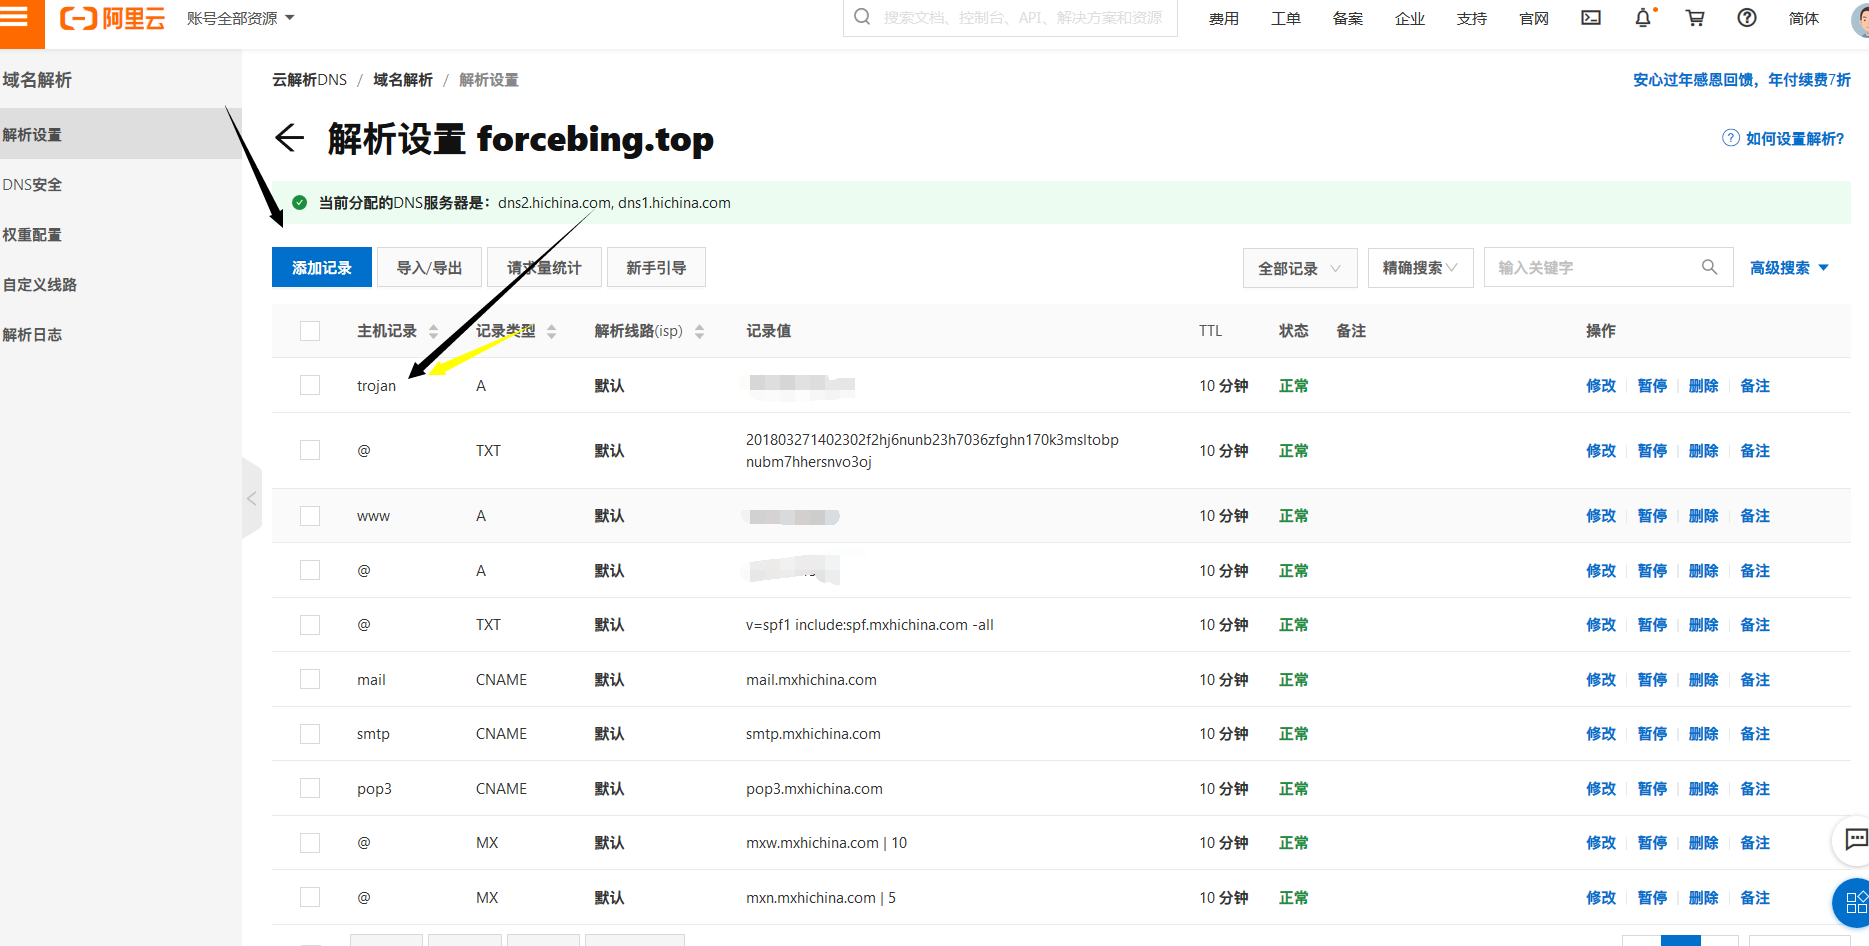 阿里云 账号全部资源 搜索文档、控制台、API、解决方案和资源 费用 工单 备案 企业 支持 官网 简体
域名解析
解析设置
DNS安全
权重配置
自定义线路
解析日志
云解析DNS / 域名解析 / 解析设置 安心过年感恩回馈，年付续费7折
解析设置 forcebing.top 如何设置解析?
当前分配的DNS服务器是：dns2.hichina.com, dns1.hichina.com
添加记录 导入/导出 请求量统计 新手引导 全部记录 精确搜索 输入关键字 高级搜索
主机记录 记录类型 解析线路(isp) 记录值 TTL 状态 备注 操作
trojan A 默认 10 分钟 正常 修改 暂停 删除 备注
@ TXT 默认 201803271402302f2hj6nunb23h7036zfghn170k3msltobp 10 分钟 正常 修改 暂停 删除 备注
nubm7hhersnvo3oj
www A 默认 10 分钟 正常 修改 暂停 删除 备注
@ A 默认 10 分钟 正常 修改 暂停 删除 备注
@ TXT 默认 v=spf1 include:spf.mxhichina.com -all 10 分钟 正常 修改 暂停 删除 备注
mail CNAME 默认 mail.mxhichina.com 10 分钟 正常 修改 暂停 删除 备注
smtp CNAME 默认 smtp.mxhichina.com 10 分钟 正常 修改 暂停 删除 备注
pop3 CNAME 默认 pop3.mxhichina.com 10 分钟 正常 修改 暂停 删除 备注
@ MX 默认 mxw.mxhichina.com | 10 10 分钟 正常 修改 暂停 删除 备注
@ MX 默认 mxn.mxhichina.com | 5 10 分钟 正常 修改 暂停 删除 备注